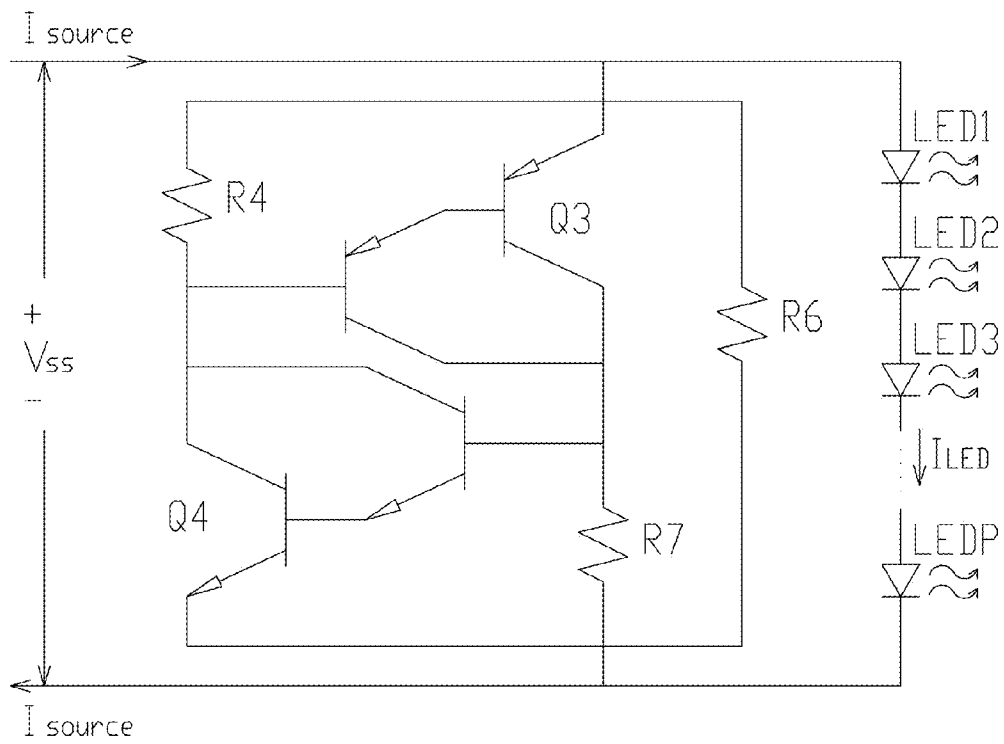 I source
LED1
R4
Q3
LED2
+
R6
Vss
LED3
-
ILED
Q4
R7
LEDP
I source